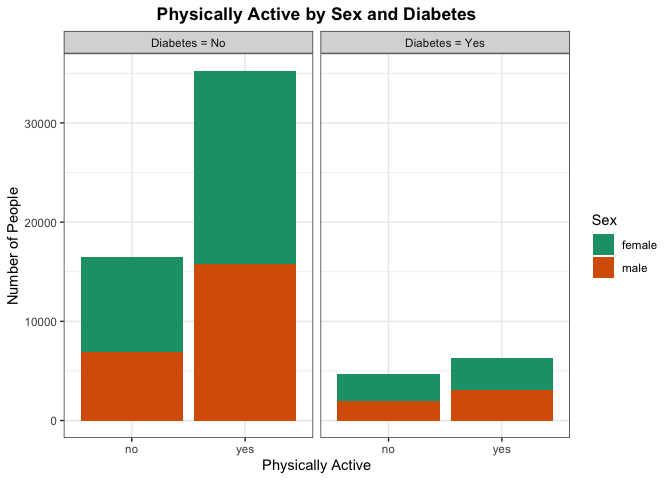 Physically Active by Sex and Diabetes
Diabetes = No
Diabetes = Yes
Number of People
30000
20000
10000
0
no
yes
no
yes
Physically Active
Sex
female
male